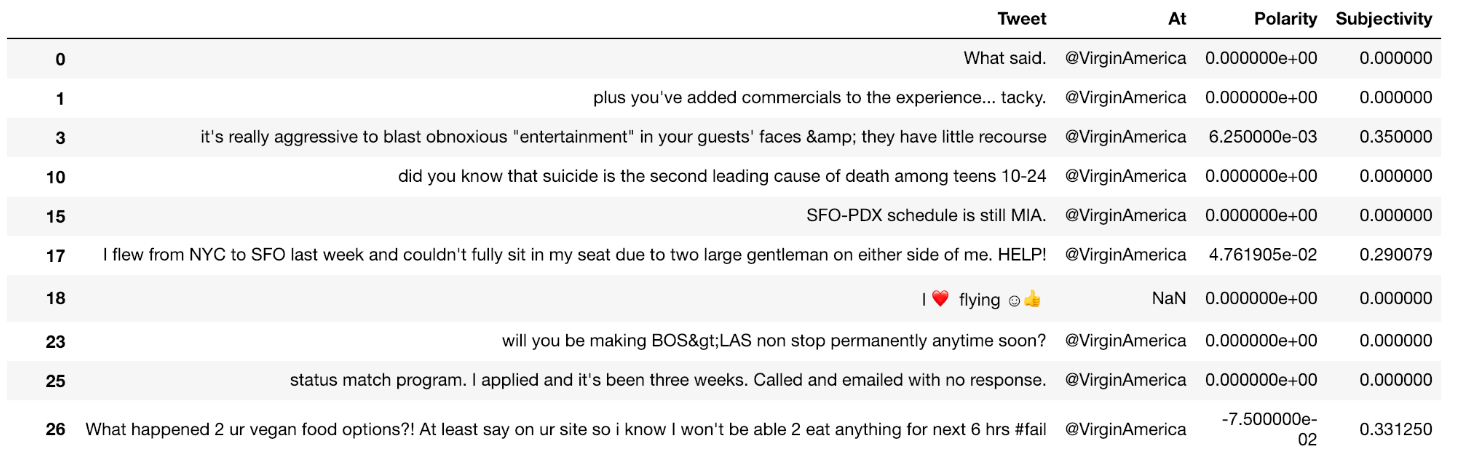 Tweet At Polarity Subjectivity
0 What said. @VirginAmerica 0.000000e+00 0.000000
1 plus you've added commercials to the experience... tacky. @VirginAmerica 0.000000e+00 0.000000
3 it's really aggressive to blast obnoxious "entertainment" in your guests' faces &amp; they have little recourse @VirginAmerica 6.250000e-03 0.350000
10 did you know that suicide is the second leading cause of death among teens 10-24 @VirginAmerica 0.000000e+00 0.000000
15 SFO-PDX schedule is still MIA. @VirginAmerica 0.000000e+00 0.000000
17 I flew from NYC to SFO last week and couldn't fully sit in my seat due to two large gentleman on either side of me. HELP! @VirginAmerica 4.761905e-02 0.290079
18 I ❤️ flying ☺👍 NaN 0.000000e+00 0.000000
23 will you be making BOS&gt;LAS non stop permanently anytime soon? @VirginAmerica 0.000000e+00 0.000000
25 status match program. I applied and it's been three weeks. Called and emailed with no response. @VirginAmerica 0.000000e+00 0.000000
26 What happened 2 ur vegan food options?! At least say on ur site so i know I won't be able 2 eat anything for next 6 hrs #fail @VirginAmerica -7.500000e-
02 0.331250